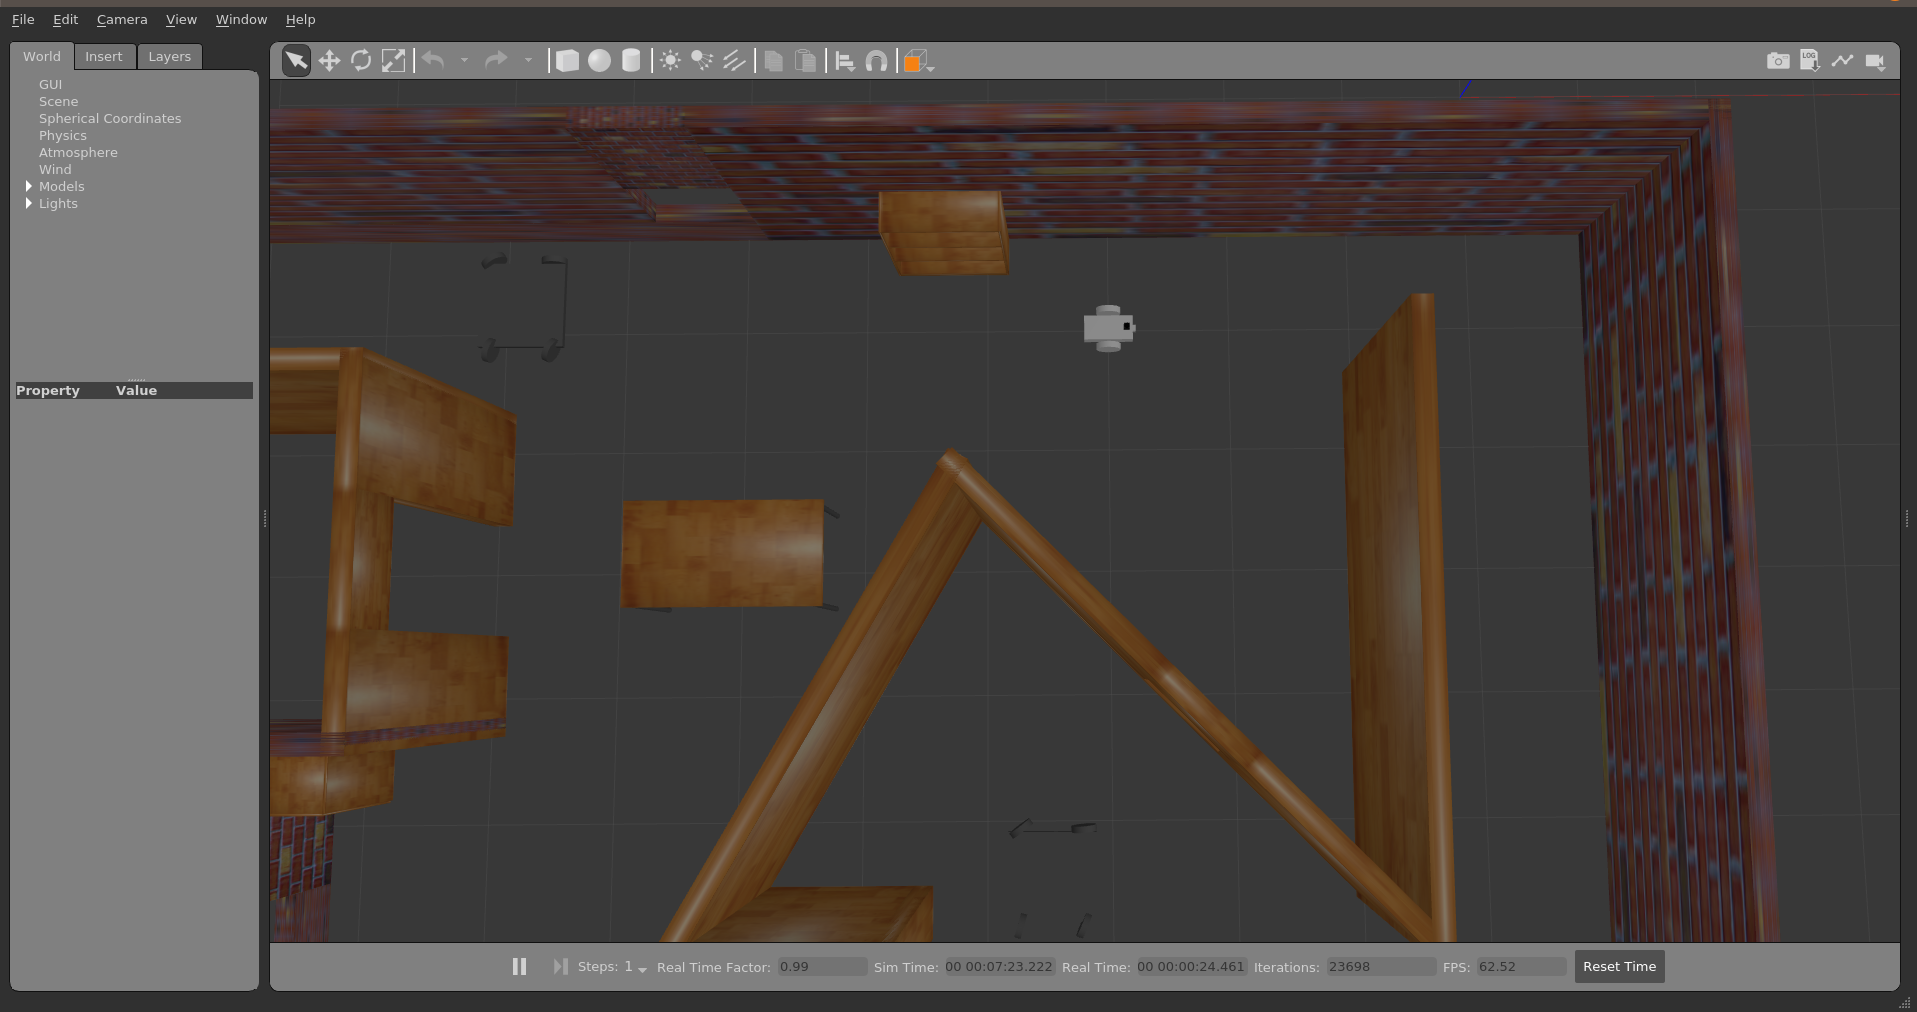 File Edit Camera View Window Help
World Insert Layers
GUI
Scene
Spherical Coordinates
Physics
Atmosphere
Wind
Models
Lights
Property Value
LOG
Steps: 1 Real Time Factor: 0.99 Sim Time: 00 00:07:23.222 Real Time: 00 00:00:24.461 Iterations: 23698 FPS: 62.52 Reset Time